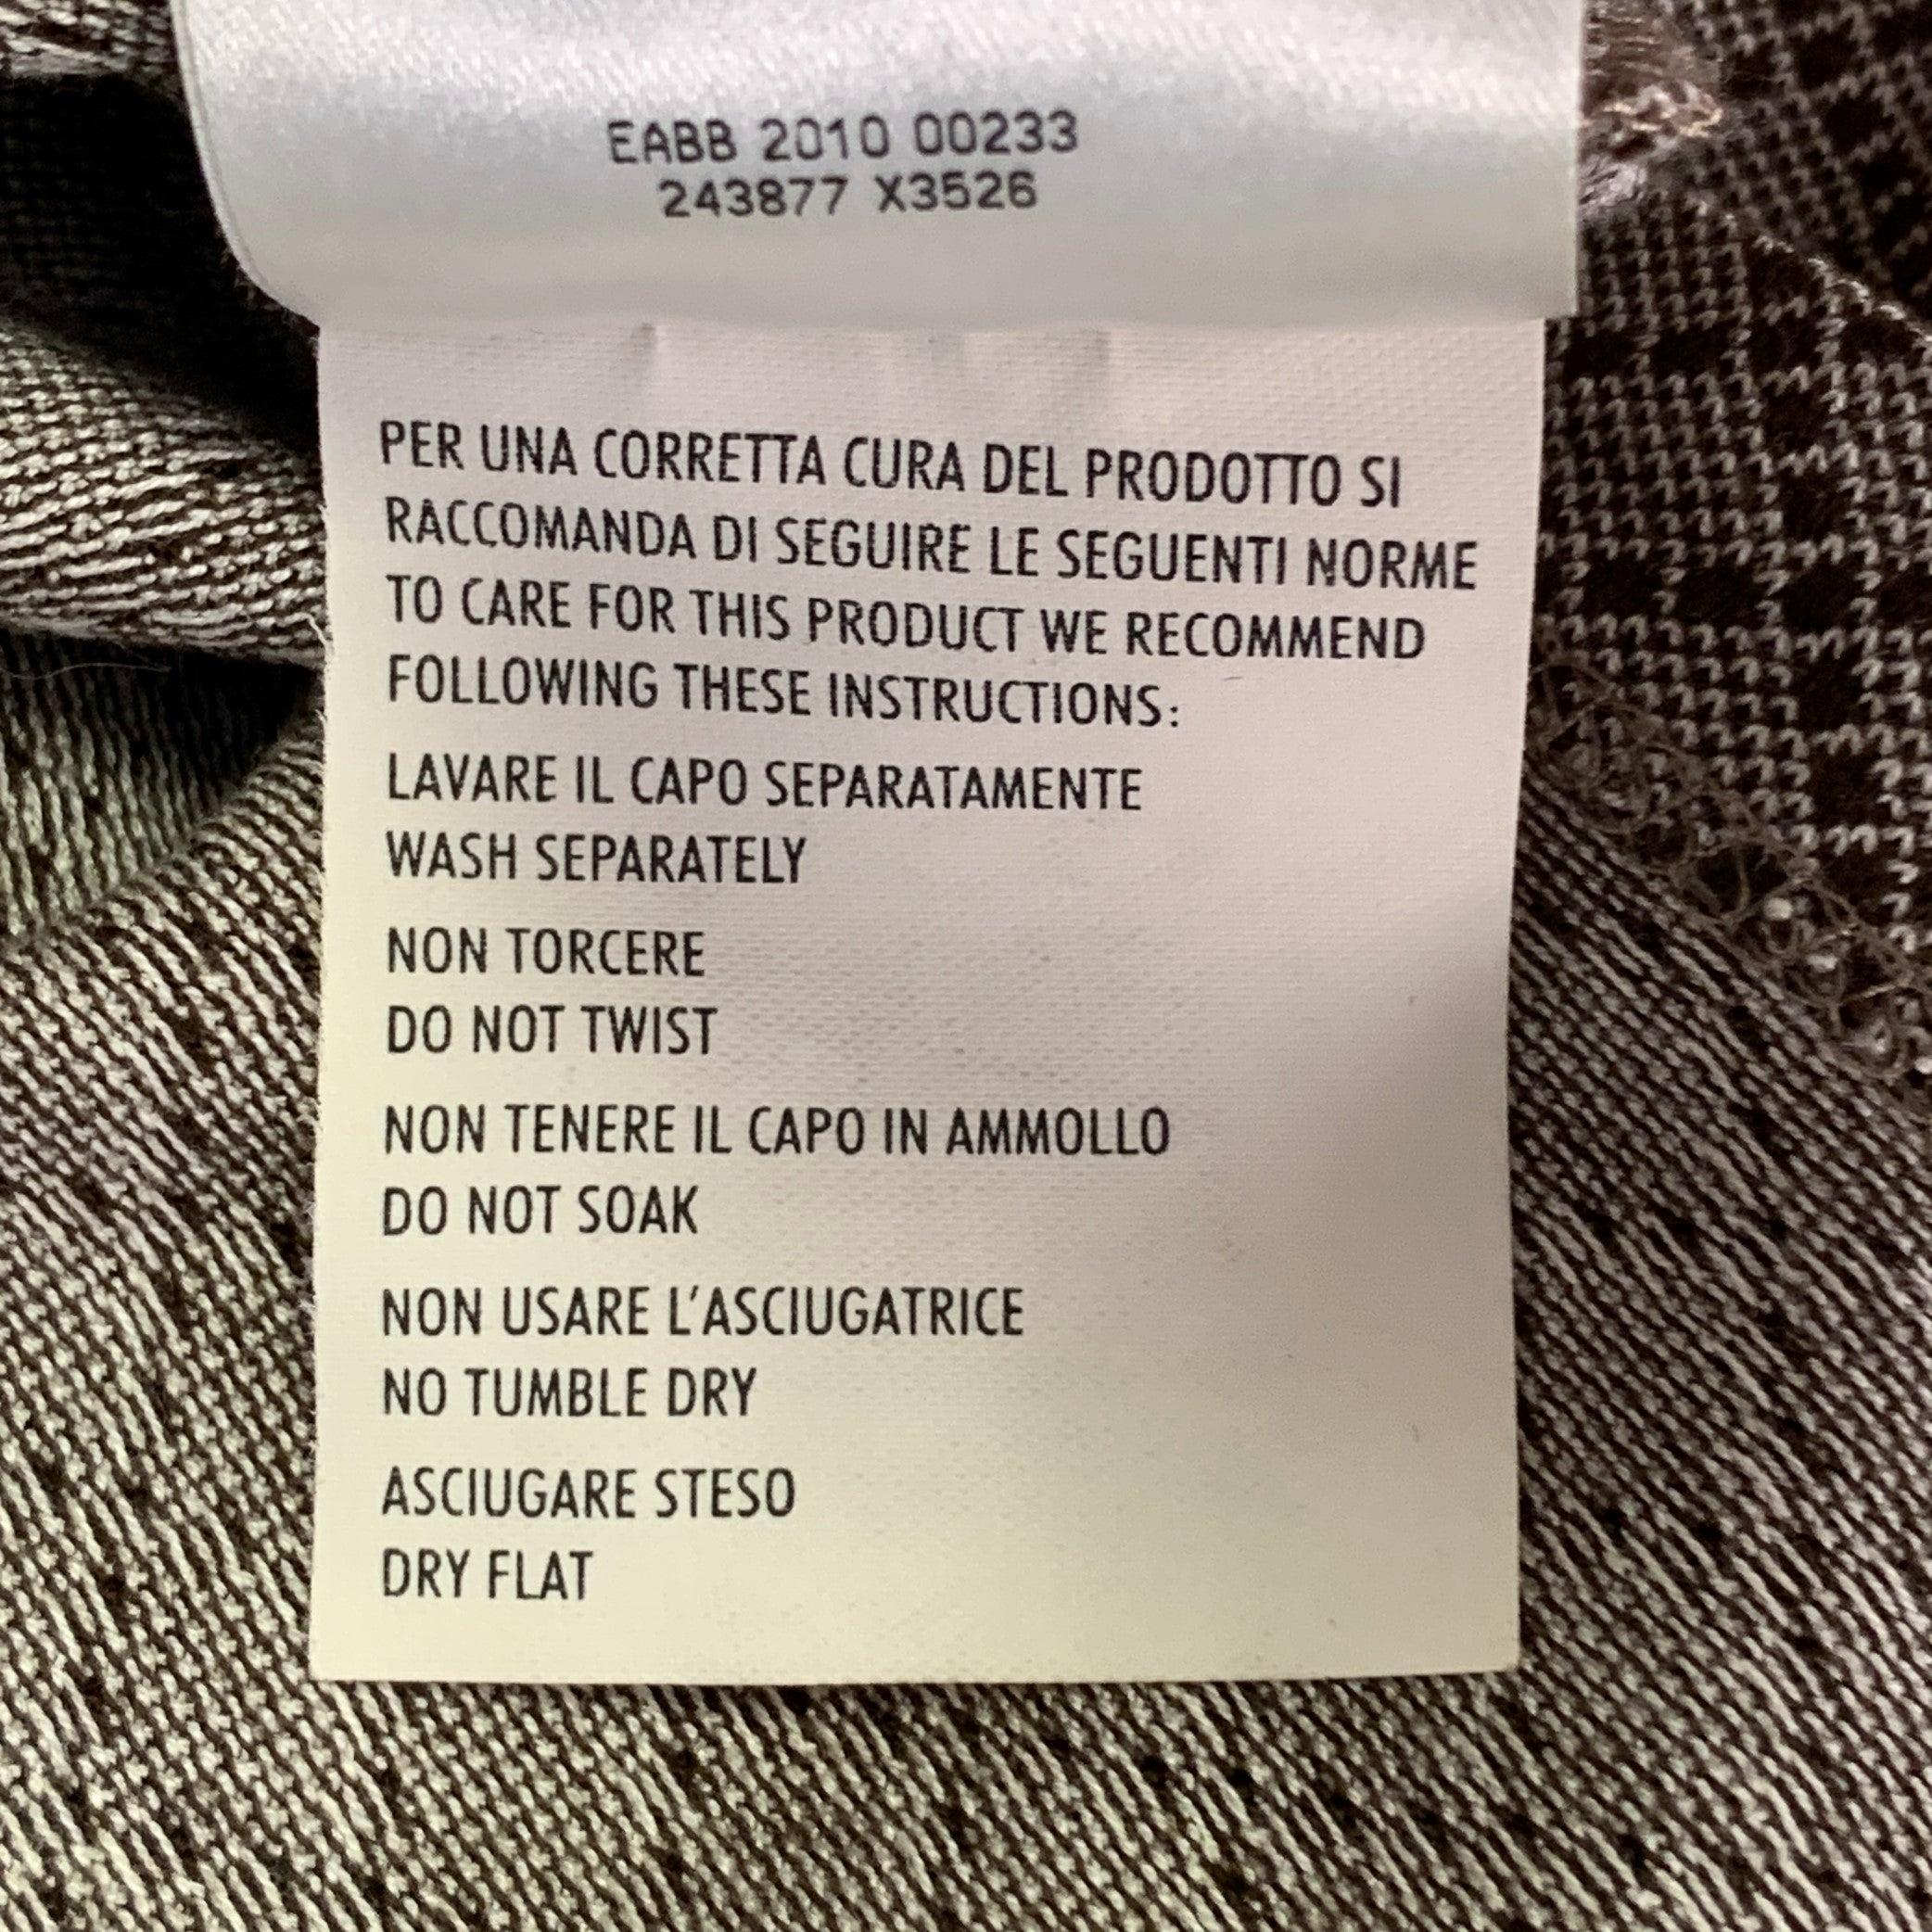 EABB 2010 00233
243877 X3526
PER UNA CORRETTA CURA DEL PRODOTTO SI
RACCOMANDA DI SEGUIRE LE SEGUENTI NORME
TO CARE FOR THIS PRODUCT WE RECOMMEND
FOLLOWING THESE INSTRUCTIONS:
LAVARE IL CAPO SEPARATAMENTE
WASH SEPARATELY
NON TORCERE
DO NOT TWIST
NON TENERE IL CAPO IN AMMOLLO
DO NOT SOAK
NON USARE L'ASCIUGATRICE
NO TUMBLE DRY
ASCIUGARE STESO
DRY FLAT